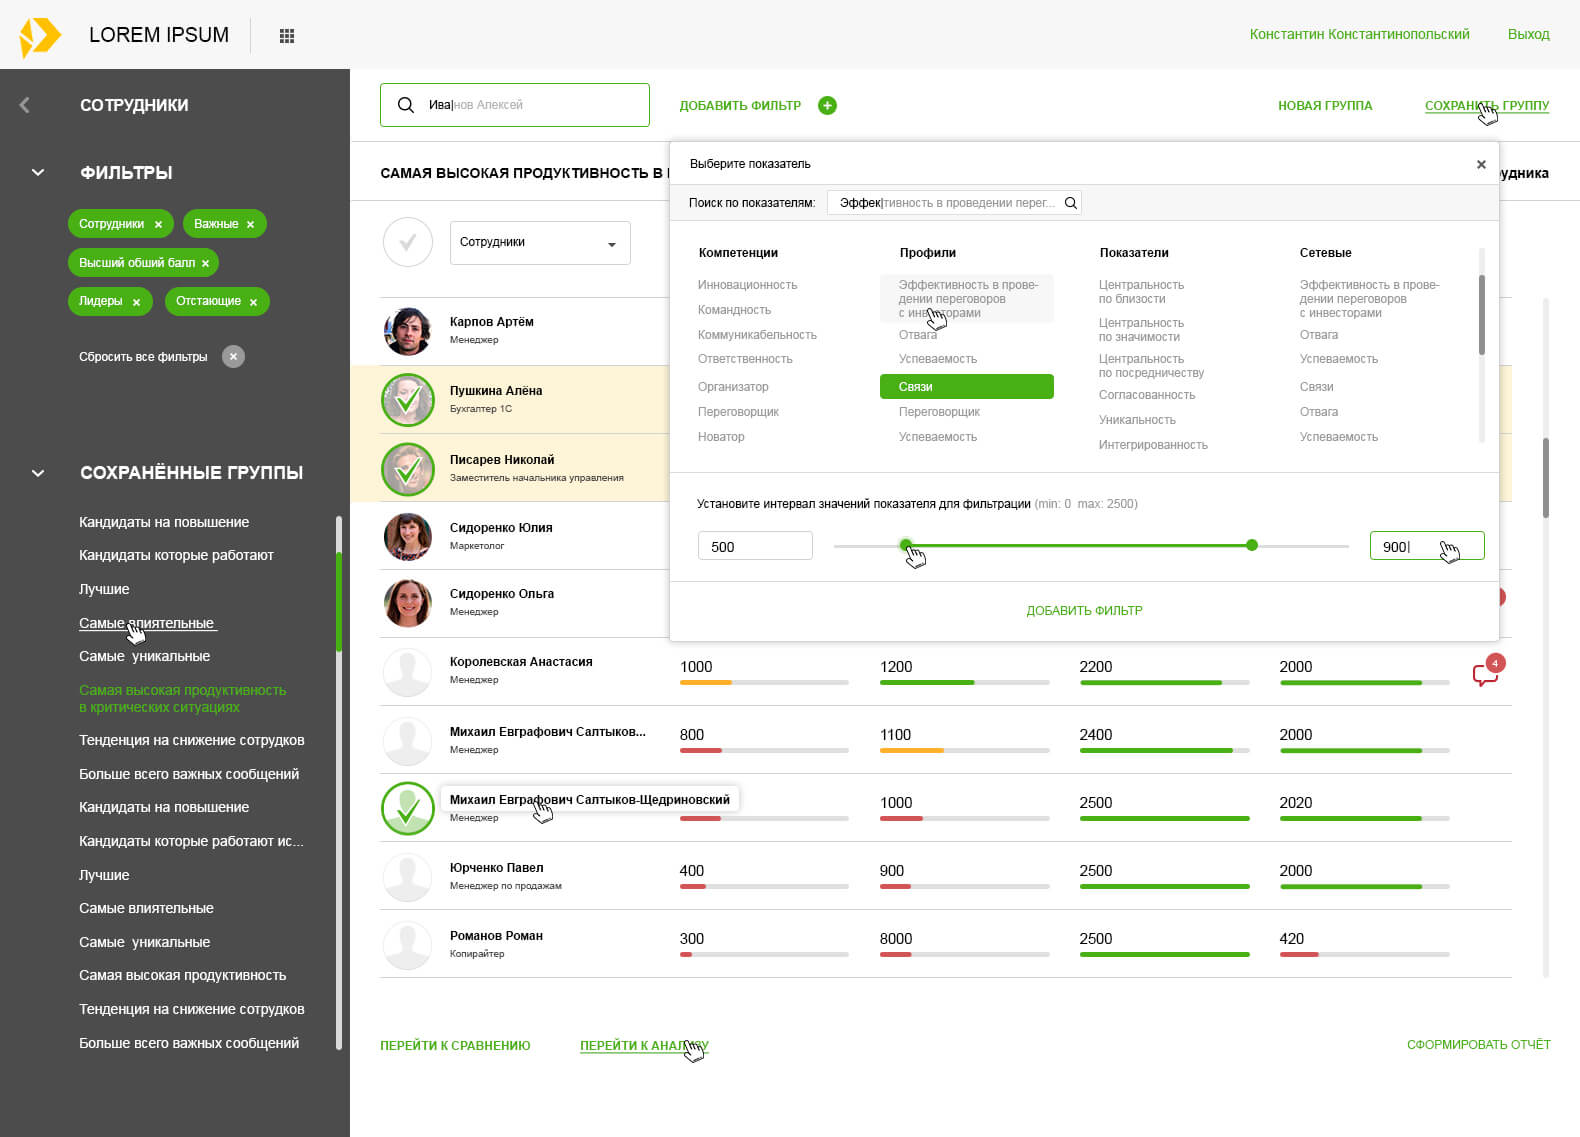 LOREM IPSUM
Константин Константинопольский
Выход
СОТРУДНИКИ
ФИЛЬТРЫ
Сотрудники ×
Важные ×
Высший обший балл ×
Лидеры ×
Отстающие ×
Сбросить все фильтры ×
СОХРАНЁННЫЕ ГРУППЫ
Кандидаты на повышение
Кандидаты которые работают
Лучшие
Самые влиятельные
Самые уникальные
Самая высокая продуктивность
в критических ситуациях
Тенденция на снижение сотрудков
Больше всего важных сообщений
Кандидаты на повышение
Кандидаты которые работают ис...
Лучшие
Самые влиятельные
Самые уникальные
Самая высокая продуктивность
Тенденция на снижение сотрудков
Больше всего важных сообщений
Иванов Алексей
ДОБАВИТЬ ФИЛЬТР +
НОВАЯ ГРУППА
СОХРАНИТЬ ГРУППУ
САМАЯ ВЫСОКАЯ ПРОДУКТИВНОСТЬ В
удника
Сотрудники
Выберите показатель
×
Поиск по показателям:
Эффективность в проведении перег...
Компетенции
Инновационность
Командность
Коммуникабельность
Ответственность
Организатор
Переговорщик
Новатор
Профили
Эффективность в прове-
дении переговоров
с инвесторами
Отвага
Успеваемость
Связи
Переговорщик
Успеваемость
Показатели
Центральность
по близости
Центральность
по значимости
Центральность
по посредничеству
Согласованность
Уникальность
Интегрированность
Сетевые
Эффективность в прове-
дении переговоров
с инвесторами
Отвага
Успеваемость
Связи
Отвага
Успеваемость
Установите интервал значений показателя для фильтрации (min: 0 max: 2500)
500
900
ДОБАВИТЬ ФИЛЬТР
Карпов Артём
Менеджер
Пушкина Алёна
Бухгалтер 1С
Писарев Николай
Заместитель начальника управления
Сидоренко Юлия
Маркетолог
Сидоренко Ольга
Менеджер
Королевская Анастасия
Менеджер
1000 1200 2200 2000 4
Михаил Евграфович Салтыков...
Менеджер
800 1100 2400 2000
Михаил Евграфович Салтыков-Щедриновский
Менеджер
1000 2500 2020
Юрченко Павел
Менеджер по продажам
400 900 2500 2000
Романов Роман
Копирайтер
300 8000 2500 420
ПЕРЕЙТИ К СРАВНЕНИЮ
ПЕРЕЙТИ К АНАЛИЗУ
СФОРМИРОВАТЬ ОТЧЁТ